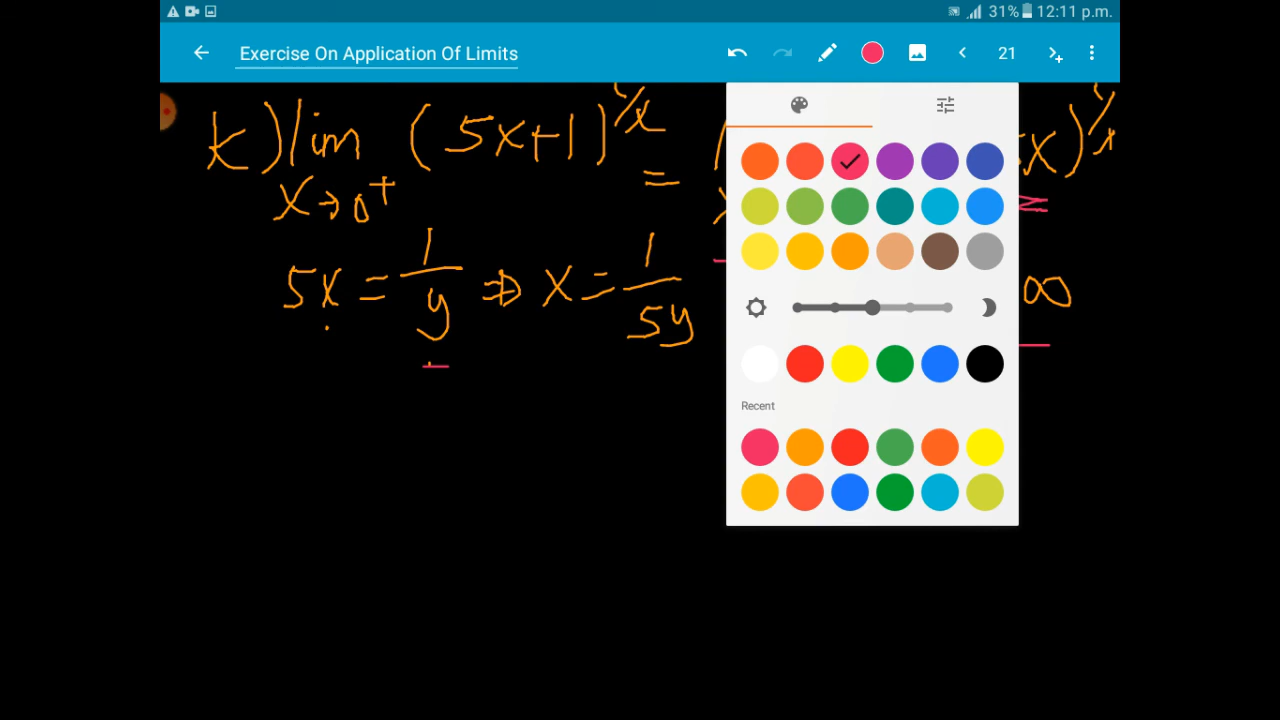 31% 12:11 p.m.
Exercise On Application Of Limits 21
k) lim (5x+1)^1/x = x)^1/x
x→0+
5x = 1/y ⇒ x = 1/5y ∞
Recent